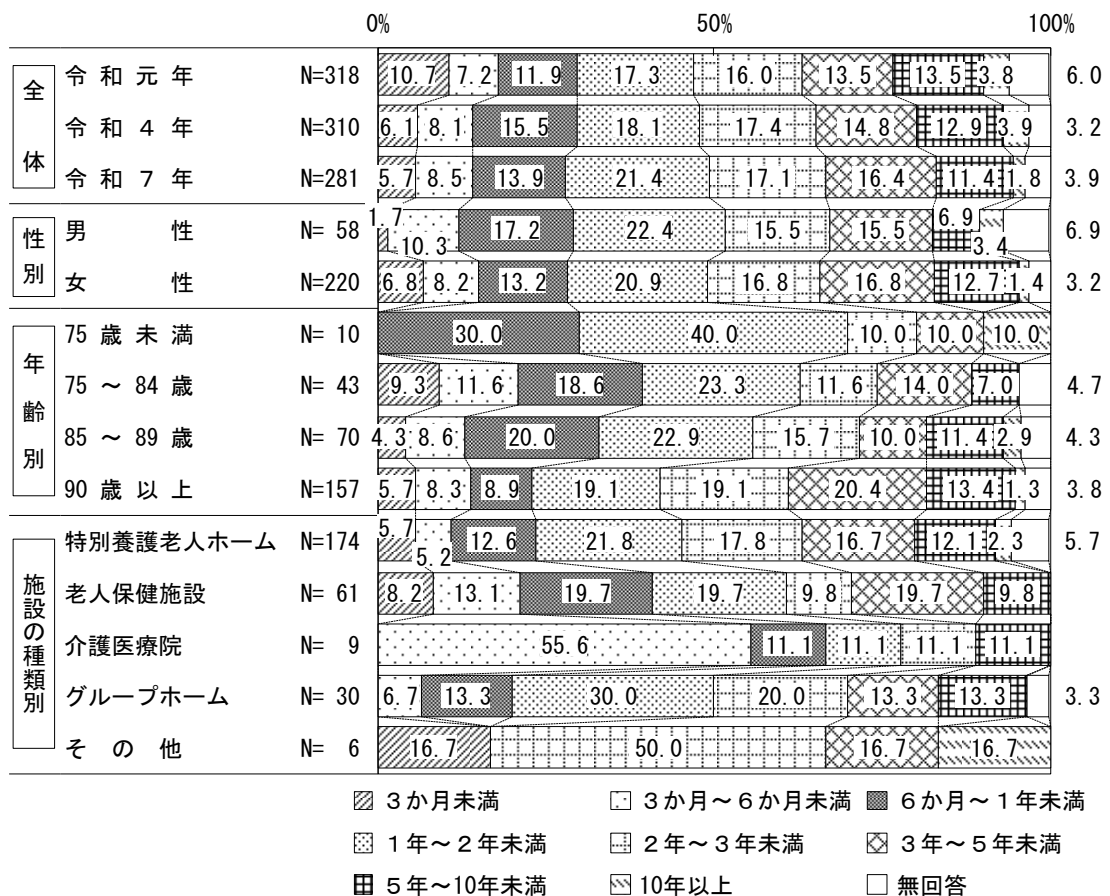 0% 50% 100%
全体
令和元年 N=318 10.7 7.2 11.9 17.3 16.0 13.5 13.5 3.8 6.0
令和４年 N=310 6.1 8.1 15.5 18.1 17.4 14.8 12.9 3.9 3.2
令和７年 N=281 5.7 8.5 13.9 21.4 17.1 16.4 11.4 1.8 3.9
性別
男性 N= 58 1.7 10.3 17.2 22.4 15.5 15.5 6.9 3.4 6.9
女性 N=220 6.8 8.2 13.2 20.9 16.8 16.8 12.7 1.4 3.2
年齢別
75歳未満 N= 10 30.0 40.0 10.0 10.0 10.0
75～84歳 N= 43 9.3 11.6 18.6 23.3 11.6 14.0 7.0 4.7
85～89歳 N= 70 4.3 8.6 20.0 22.9 15.7 10.0 11.4 2.9 4.3
90歳以上 N=157 5.7 8.3 8.9 19.1 19.1 20.4 13.4 1.3 3.8
施設の種類別
特別養護老人ホーム N=174 5.7 5.2 12.6 21.8 17.8 16.7 12.1 2.3 5.7
老人保健施設 N= 61 8.2 13.1 19.7 19.7 9.8 19.7 9.8
介護医療院 N= 9 55.6 11.1 11.1 11.1 11.1
グループホーム N= 30 6.7 13.3 30.0 20.0 13.3 13.3 3.3
その他 N= 6 16.7 50.0 16.7 16.7
３か月未満 ３か月～６か月未満 ６か月～１年未満
１年～２年未満 ２年～３年未満 ３年～５年未満
５年～10年未満 10年以上 無回答